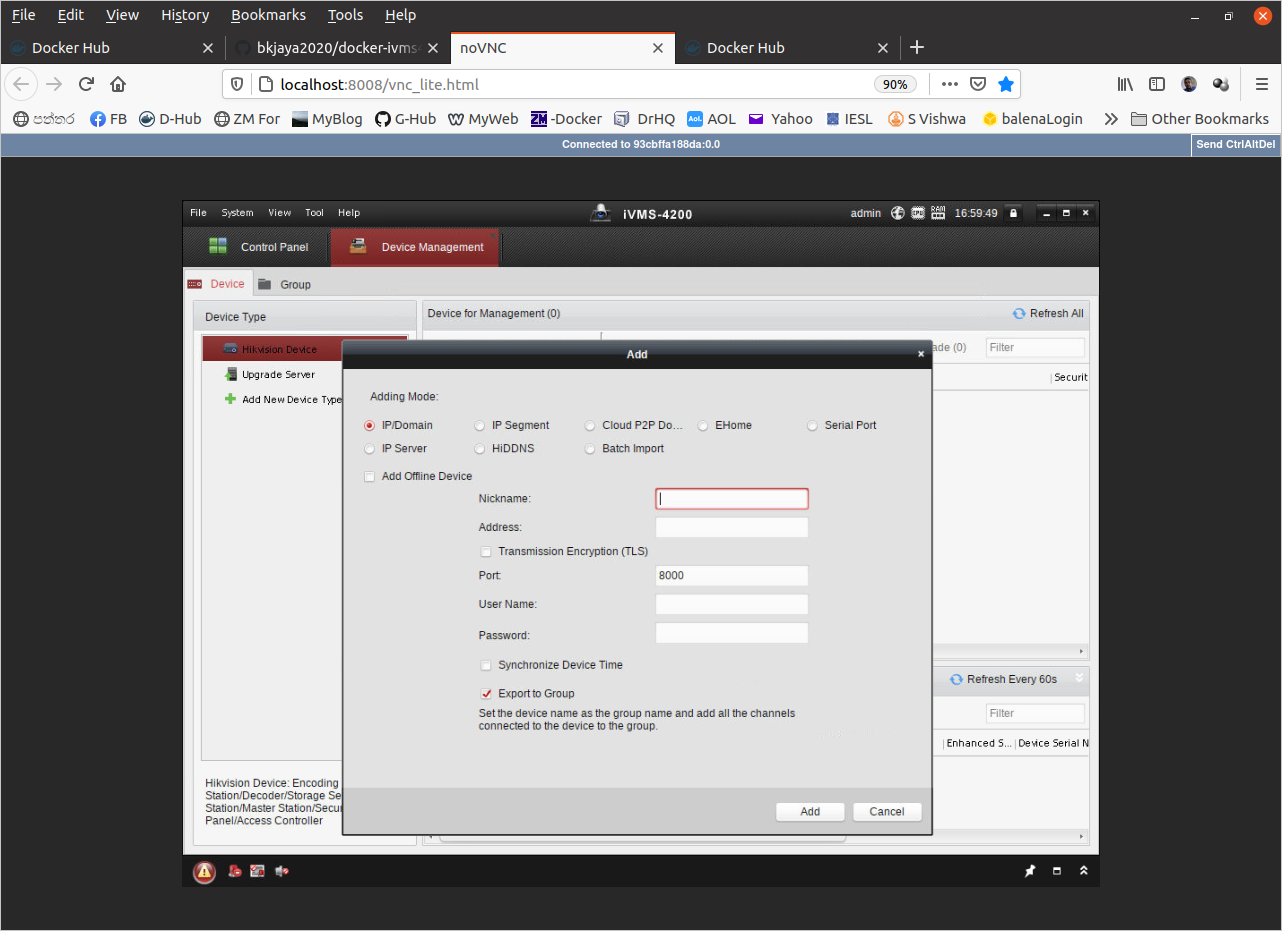 File Edit View History Bookmarks Tools Help
Docker Hub bkjaya2020/docker-ivms noVNC Docker Hub
localhost:8008/vnc_lite.html 90%
පත්තර FB D-Hub ZM For MyBlog G-Hub MyWeb ZM -Docker DrHQ Aol. AOL Yahoo IESL S Vishwa balenaLogin Other Bookmarks
Connected to 93cbffa188da:0.0 Send CtrlAltDel
File System View Tool Help iVMS-4200 admin CPU RAM 16:59:49
Control Panel Device Management
Device Group
Device Type Device for Management (0) Refresh All
Hikvision Device Add ade (0) Filter
Upgrade Server Securit
Add New Device Type
Adding Mode:
IP/Domain IP Segment Cloud P2P Do... EHome Serial Port
IP Server HiDDNS Batch Import
Add Offline Device
Nickname:
Address:
Transmission Encryption (TLS)
Port: 8000
User Name:
Password:
Synchronize Device Time Refresh Every 60s
Export to Group
Set the device name as the group name and add all the channels Filter
connected to the device to the group.
Enhanced S... Device Serial N
Hikvision Device: Encoding
Station/Decoder/Storage Se
Station/Master Station/Secur
Panel/Access Controller
Add Cancel